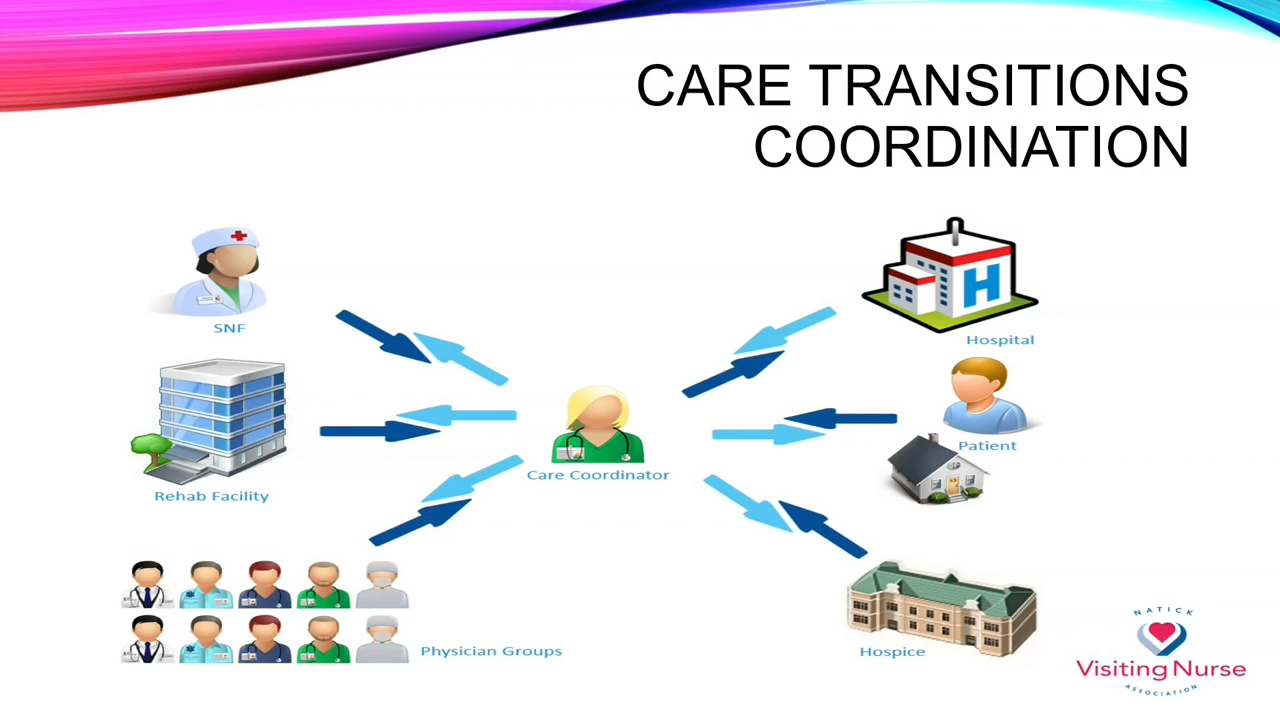 CARE TRANSITIONS
COORDINATION
SNF
Hospital
Patient
Care Coordinator
Rehab Facility
H
Physician Groups
Hospice
NATICK
Visiting Nurse
ASSOCIATION